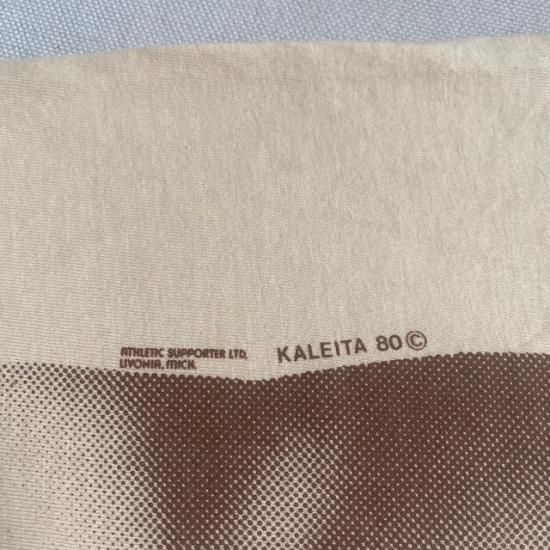 ATHLETIC SUPPORTER LTD.
LIVONIA, MICH.
KALEITA 80 ©